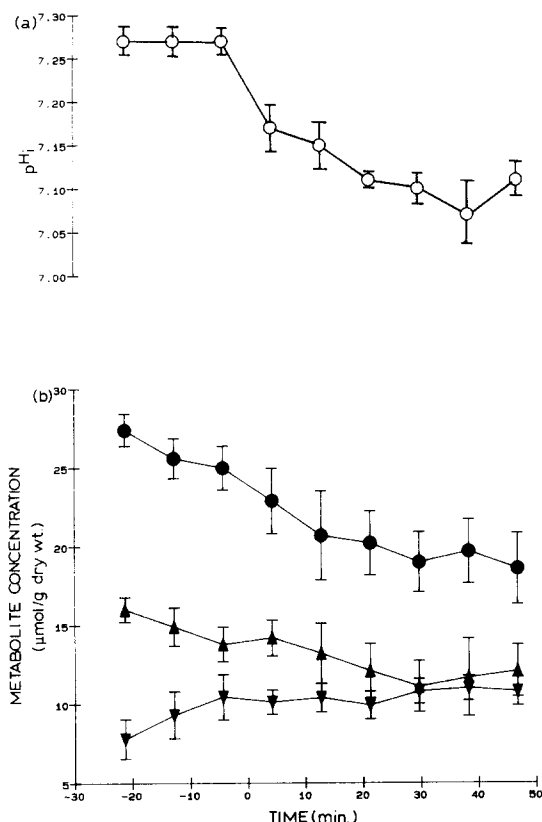 (a)
7.30
7.25
7.20
7.15
7.10
7.05
7.00
pHi
(b)
30
25
20
15
10
5
METABOLITE CONCENTRATION
(μmol/g dry wt.)
-30 -20 -10 0 10 20 30 40 50
TIME (min.)